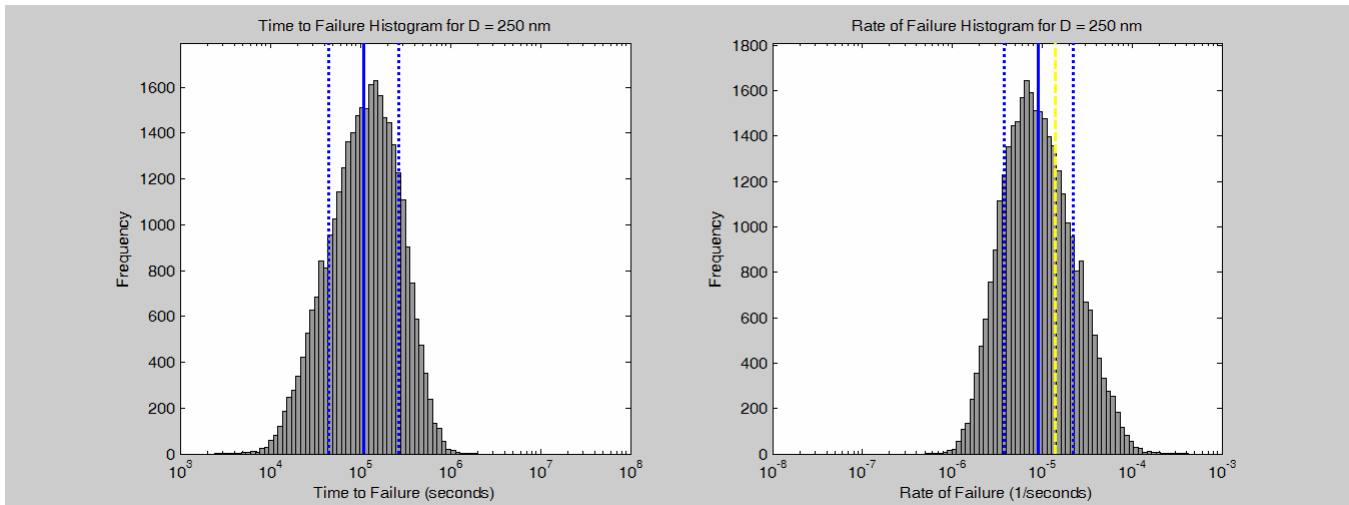 Time to Failure Histogram for D = 250 nm
1600
1400
1200
1000
800
600
400
200
0
Frequency
10^3 10^4 10^5 10^6 10^7 10^8
Time to Failure (seconds)
Rate of Failure Histogram for D = 250 nm
1800
1600
1400
1200
1000
800
600
400
200
0
Frequency
10^-8 10^-7 10^-6 10^-5 10^-4 10^-3
Rate of Failure (1/seconds)